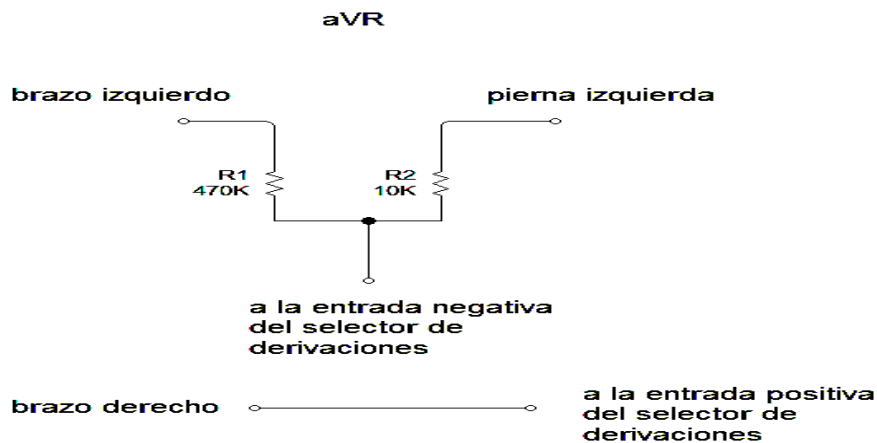 aVR
brazo izquierdo
pierna izquierda
R1
470K
R2
10K
a la entrada negativa
del selector de
derivaciones
brazo derecho
a la entrada positiva
del selector de
derivaciones